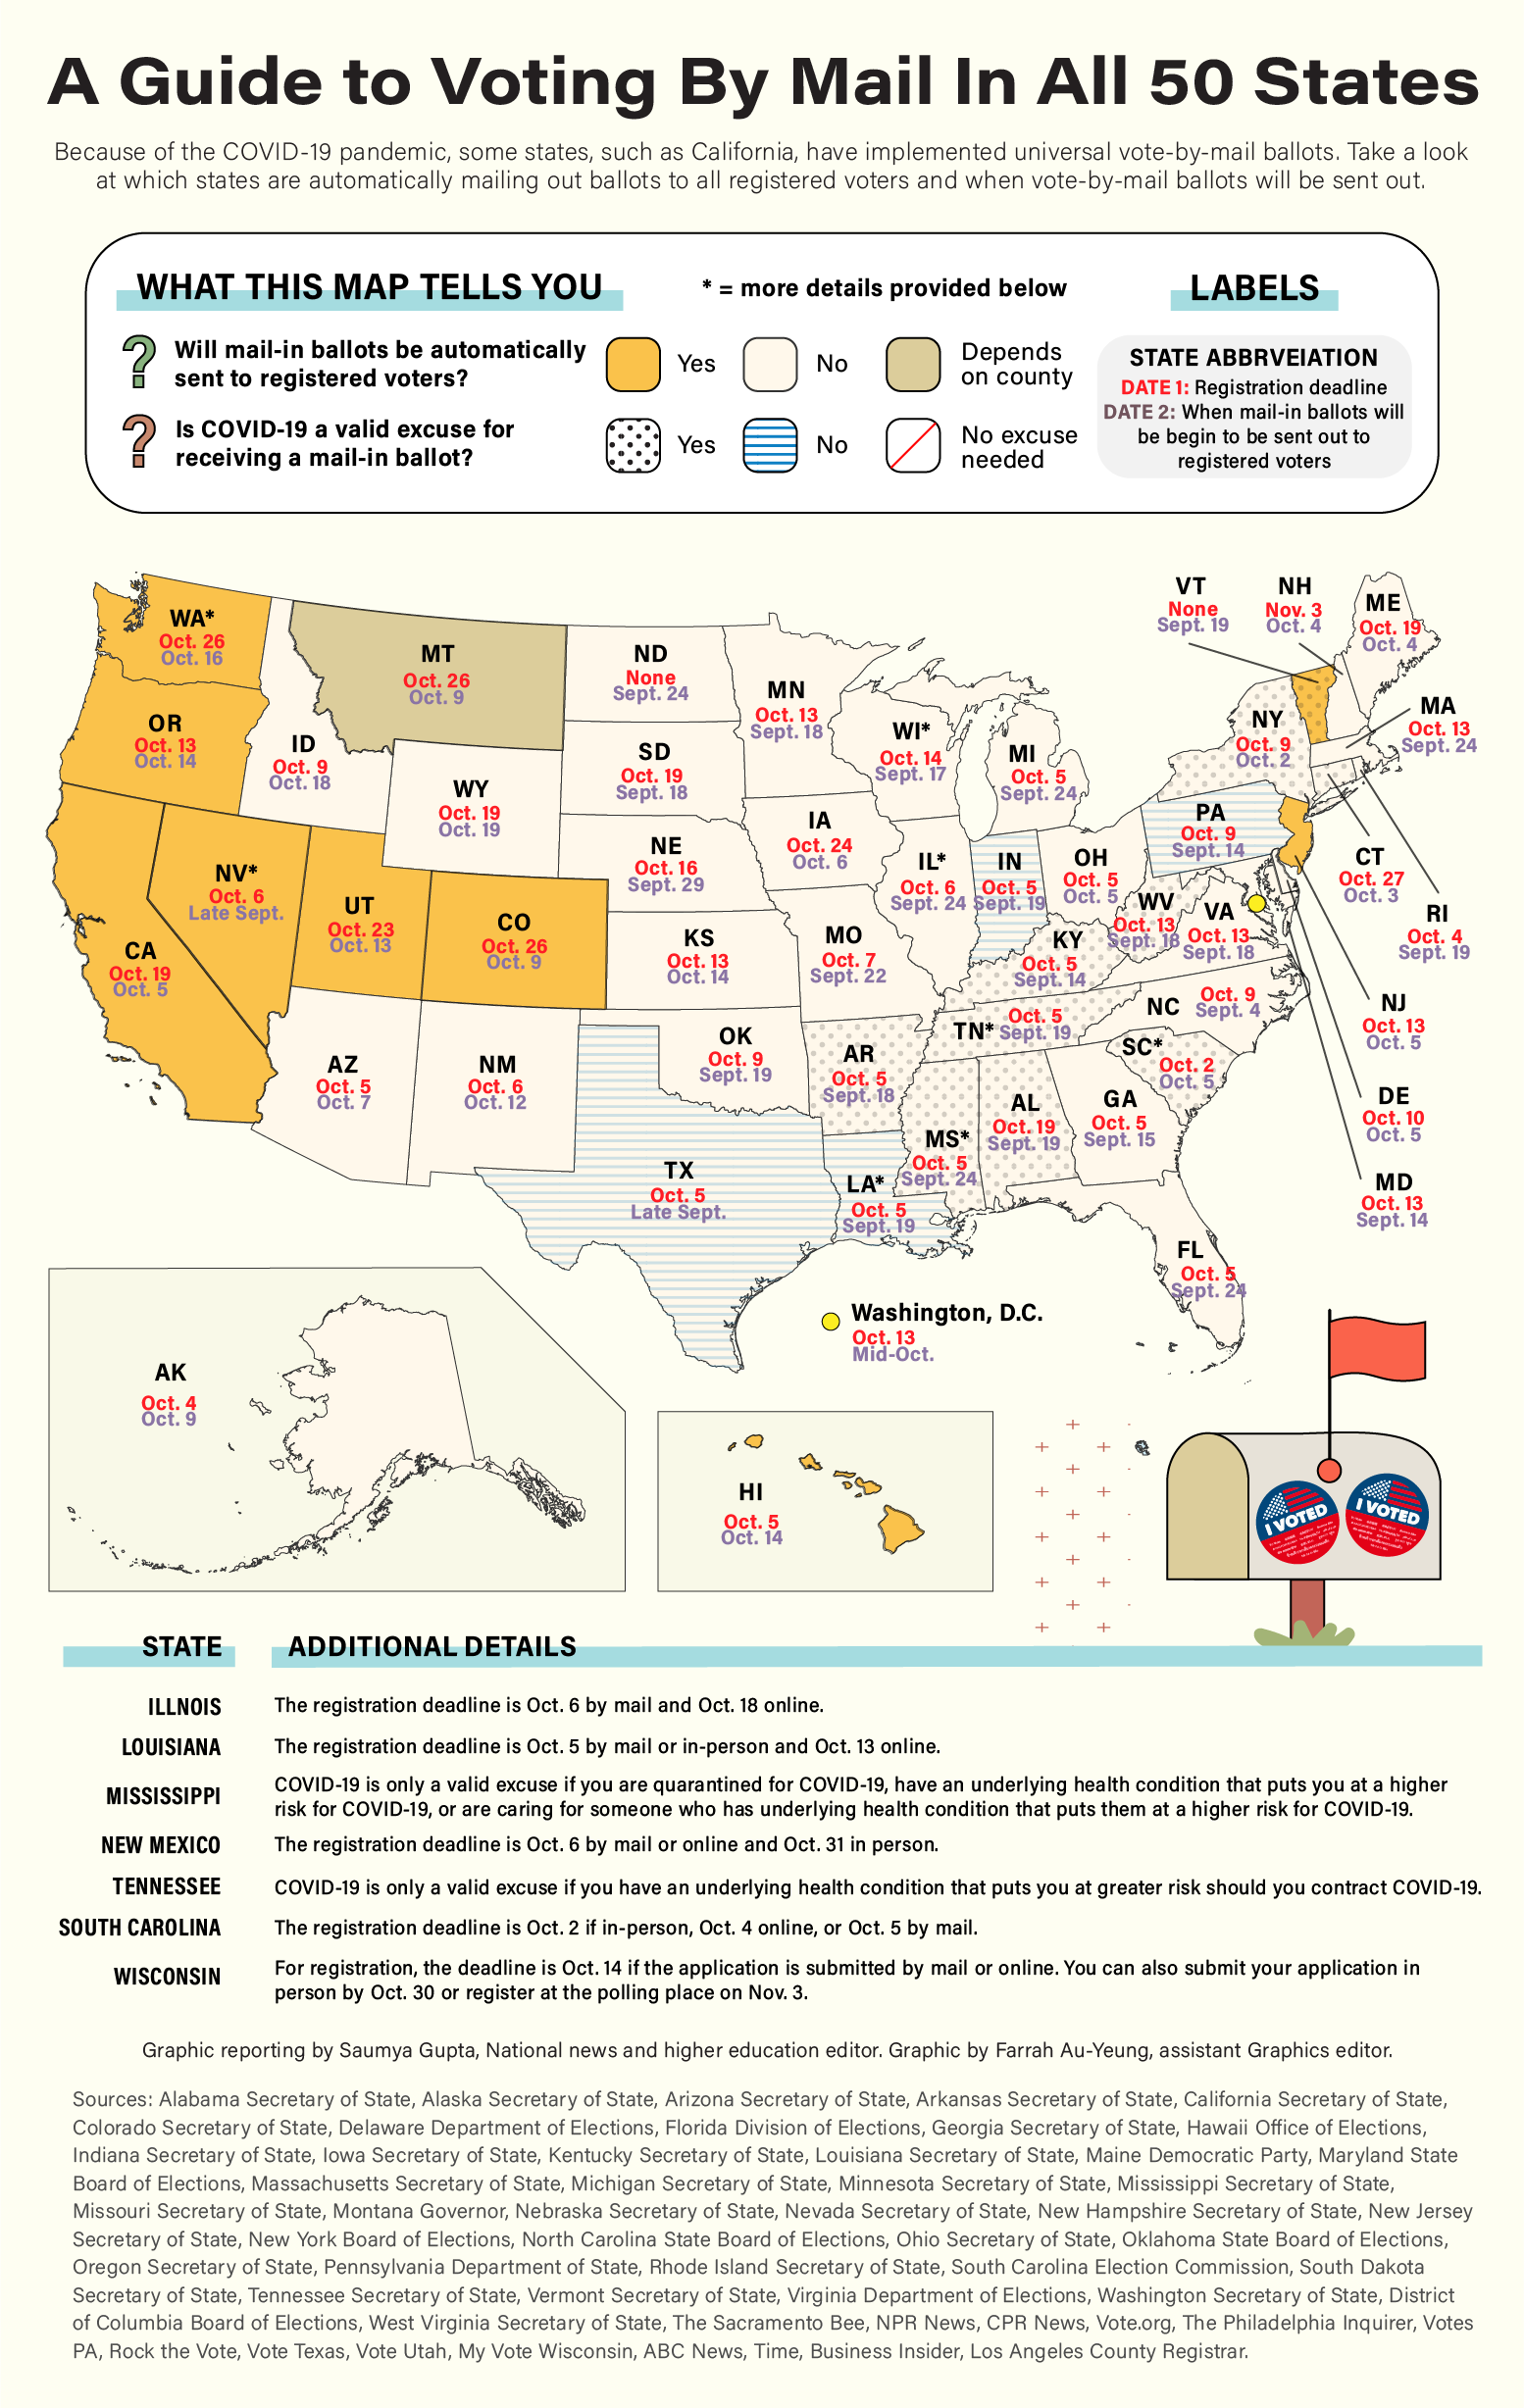 A Guide to Voting By Mail In All 50 States
Because of the COVID-19 pandemic, some states, such as California, have implemented universal vote-by-mail ballots. Take a look
at which states are automatically mailing out ballots to all registered voters and when vote-by-mail ballots will be sent out.
WHAT THIS MAP TELLS YOU
* = more details provided below
LABELS
? Will mail-in ballots be automatically
sent to registered voters?
Yes
No
Depends
on county
? Is COVID-19 a valid excuse for
receiving a mail-in ballot?
Yes
No
No excuse
needed
STATE ABBRVEIATION
DATE 1: Registration deadline
DATE 2: When mail-in ballots will
be begin to be sent out to
registered voters
WA*
Oct. 26
Oct. 16
OR
Oct. 13
Oct. 14
ID
Oct. 9
Oct. 18
MT
Oct. 26
Oct. 9
WY
Oct. 19
Oct. 19
ND
None
Sept. 24
SD
Oct. 19
Sept. 18
NE
Oct. 16
Sept. 29
MN
Oct. 13
Sept. 18
WI*
Oct. 14
Sept. 17
MI
Oct. 5
Sept. 24
IA
Oct. 24
Oct. 6
IL*
Oct. 6
Sept. 24
IN
Oct. 5
Sept. 19
OH
Oct. 5
Oct. 5
PA
Oct. 9
Sept. 14
NY
Oct. 9
Oct. 2
VT
None
Sept. 19
NH
Nov. 3
Oct. 4
ME
Oct. 19
Oct. 4
MA
Oct. 13
Sept. 24
CT
Oct. 27
Oct. 3
RI
Oct. 4
Sept. 19
NJ
Oct. 13
Oct. 5
DE
Oct. 10
Oct. 5
MD
Oct. 13
Sept. 14
NV*
Oct. 6
Late Sept.
UT
Oct. 23
Oct. 13
CO
Oct. 26
Oct. 9
CA
Oct. 19
Oct. 5
KS
Oct. 13
Oct. 14
MO
Oct. 7
Sept. 22
KY
Oct. 5
Sept. 14
WV
Oct. 13
Sept. 18
VA
Oct. 13
Sept. 18
AZ
Oct. 5
Oct. 7
NM
Oct. 6
Oct. 12
OK
Oct. 9
Sept. 19
AR
Oct. 5
Sept. 18
TN*
Oct. 5
Sept. 19
NC
Oct. 9
Sept. 4
SC*
Oct. 2
Oct. 5
TX
Oct. 5
Late Sept.
LA*
Oct. 5
Sept. 19
MS*
Oct. 5
Sept. 24
AL
Oct. 19
Sept. 19
GA
Oct. 5
Sept. 15
FL
Oct. 5
Sept. 24
Washington, D.C.
Oct. 13
Mid-Oct.
AK
Oct. 4
Oct. 9
HI
Oct. 5
Oct. 14
I VOTED
I VOTED
STATE
ADDITIONAL DETAILS
ILLNOIS
The registration deadline is Oct. 6 by mail and Oct. 18 online.
LOUISIANA
The registration deadline is Oct. 5 by mail or in-person and Oct. 13 online.
MISSISSIPPI
COVID-19 is only a valid excuse if you are quarantined for COVID-19, have an underlying health condition that puts you at a higher
risk for COVID-19, or are caring for someone who has underlying health condition that puts them at a higher risk for COVID-19.
NEW MEXICO
The registration deadline is Oct. 6 by mail or online and Oct. 31 in person.
TENNESSEE
COVID-19 is only a valid excuse if you have an underlying health condition that puts you at greater risk should you contract COVID-19.
SOUTH CAROLINA
The registration deadline is Oct. 2 if in-person, Oct. 4 online, or Oct. 5 by mail.
WISCONSIN
For registration, the deadline is Oct. 14 if the application is submitted by mail or online. You can also submit your application in
person by Oct. 30 or register at the polling place on Nov. 3.
Graphic reporting by Saumya Gupta, National news and higher education editor. Graphic by Farrah Au-Yeung, assistant Graphics editor.
Sources: Alabama Secretary of State, Alaska Secretary of State, Arizona Secretary of State, Arkansas Secretary of State, California Secretary of State,
Colorado Secretary of State, Delaware Department of Elections, Florida Division of Elections, Georgia Secretary of State, Hawaii Office of Elections,
Indiana Secretary of State, Iowa Secretary of State, Kentucky Secretary of State, Louisiana Secretary of State, Maine Democratic Party, Maryland State
Board of Elections, Massachusetts Secretary of State, Michigan Secretary of State, Minnesota Secretary of State, Mississippi Secretary of State,
Missouri Secretary of State, Montana Governor, Nebraska Secretary of State, Nevada Secretary of State, New Hampshire Secretary of State, New Jersey
Secretary of State, New York Board of Elections, North Carolina State Board of Elections, Ohio Secretary of State, Oklahoma State Board of Elections,
Oregon Secretary of State, Pennsylvania Department of State, Rhode Island Secretary of State, South Carolina Election Commission, South Dakota
Secretary of State, Tennessee Secretary of State, Vermont Secretary of State, Virginia Department of Elections, Washington Secretary of State, District
of Columbia Board of Elections, West Virginia Secretary of State, The Sacramento Bee, NPR News, CPR News, Vote.org, The Philadelphia Inquirer, Votes
PA, Rock the Vote, Vote Texas, Vote Utah, My Vote Wisconsin, ABC News, Time, Business Insider, Los Angeles County Registrar.